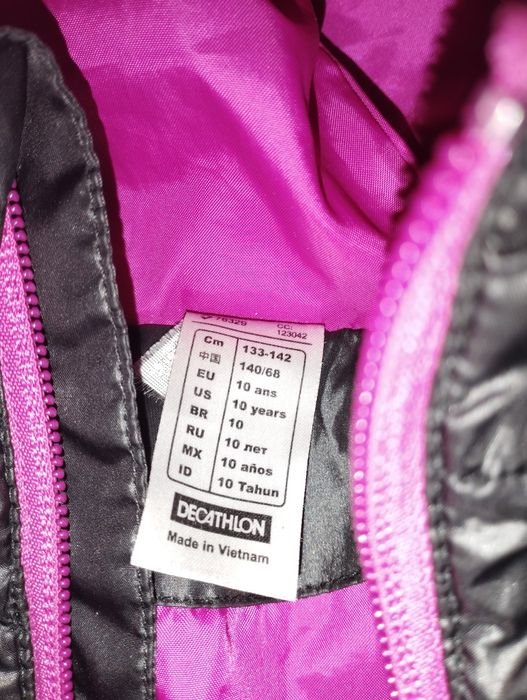 78329 CC:
123042
Cm 133-142
中国 140/68
EU 10 ans
US 10 years
BR 10
RU 10 лет
MX 10 años
ID 10 Tahun
DECATHLON
Made in Vietnam